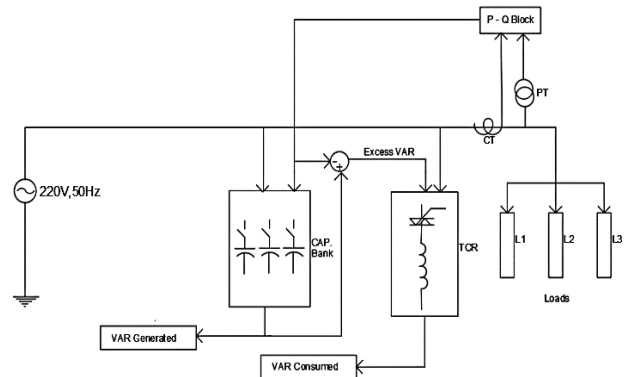 P - Q Block
PT
CT
Excess VAR
220V,50Hz
- +
CAP.
Bank
TCR
L1
L2
L3
Loads
VAR Generated
VAR Consumed